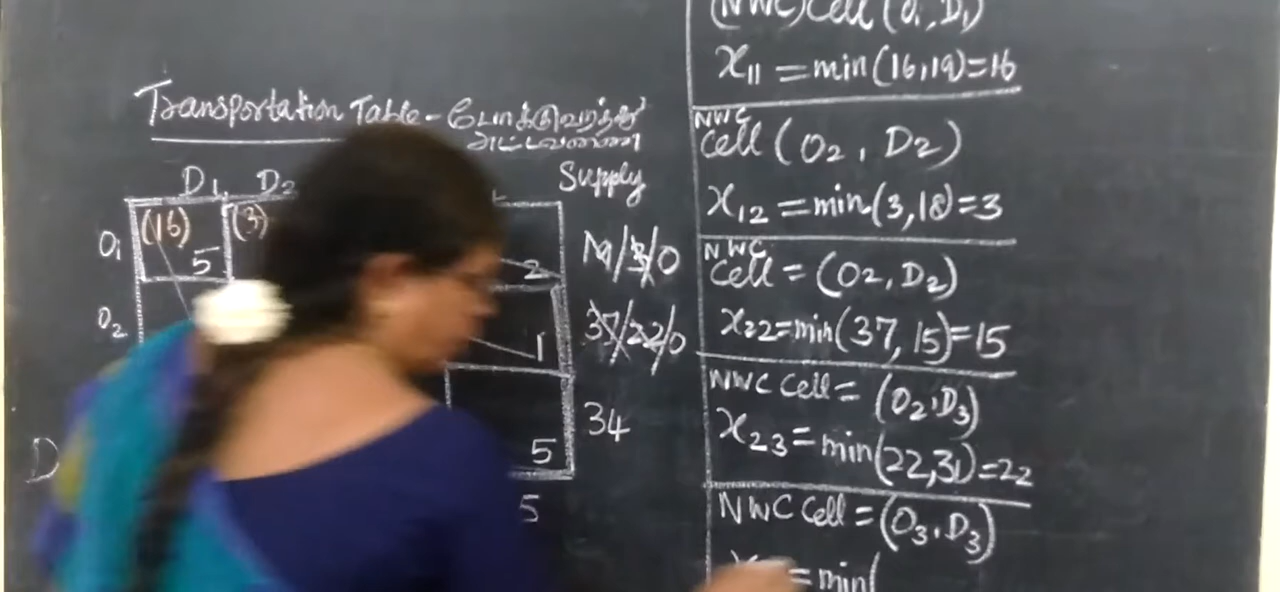 Transportation Table - போக்குவரத்து
அட்டவணை
D1 D2
Supply
O1 (16) (3) 19/3/0
5 2
O2 37/22/0
1
34
5
D 5
(NWC) Cell (O1, D1)
x11 = min(16,19)=16
NWC
Cell (O2, D2)
x12 = min(3,18)=3
NWC
Cell = (O2, D2)
x22=min(37, 15)=15
NWC Cell = (O2,D3)
x23=min(22,31)=22
NWC Cell = (O3,D3)
= min(